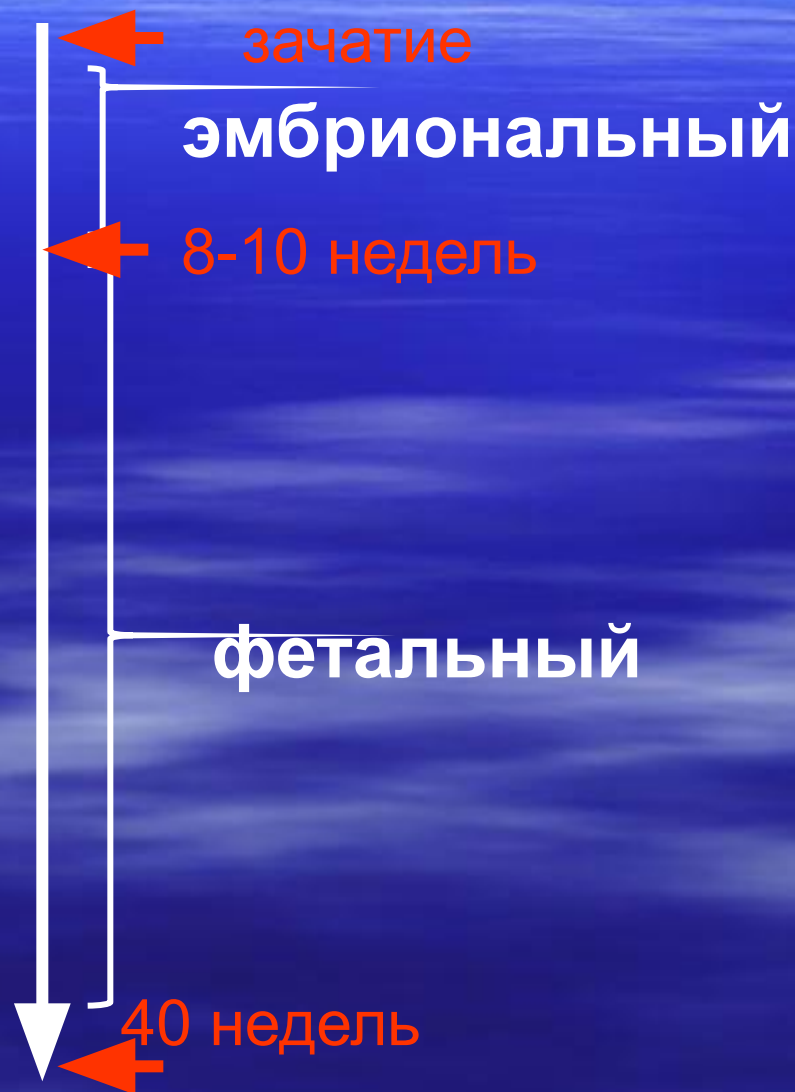 зачатие
эмбриональный
8-10 недель
фетальный
40 недель